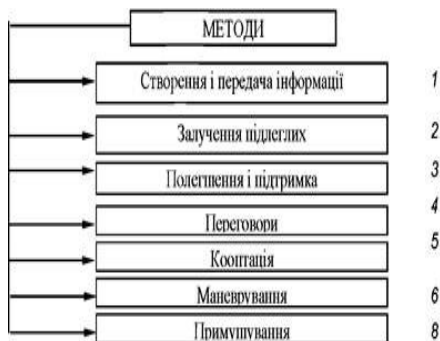 МЕТОДИ
Створення і передача інформації 1
Залучення підлеглих 2
Полегшення і підтримка 3
Переговори 4
Кооптація 5
Маневрування 6
Примушування 8